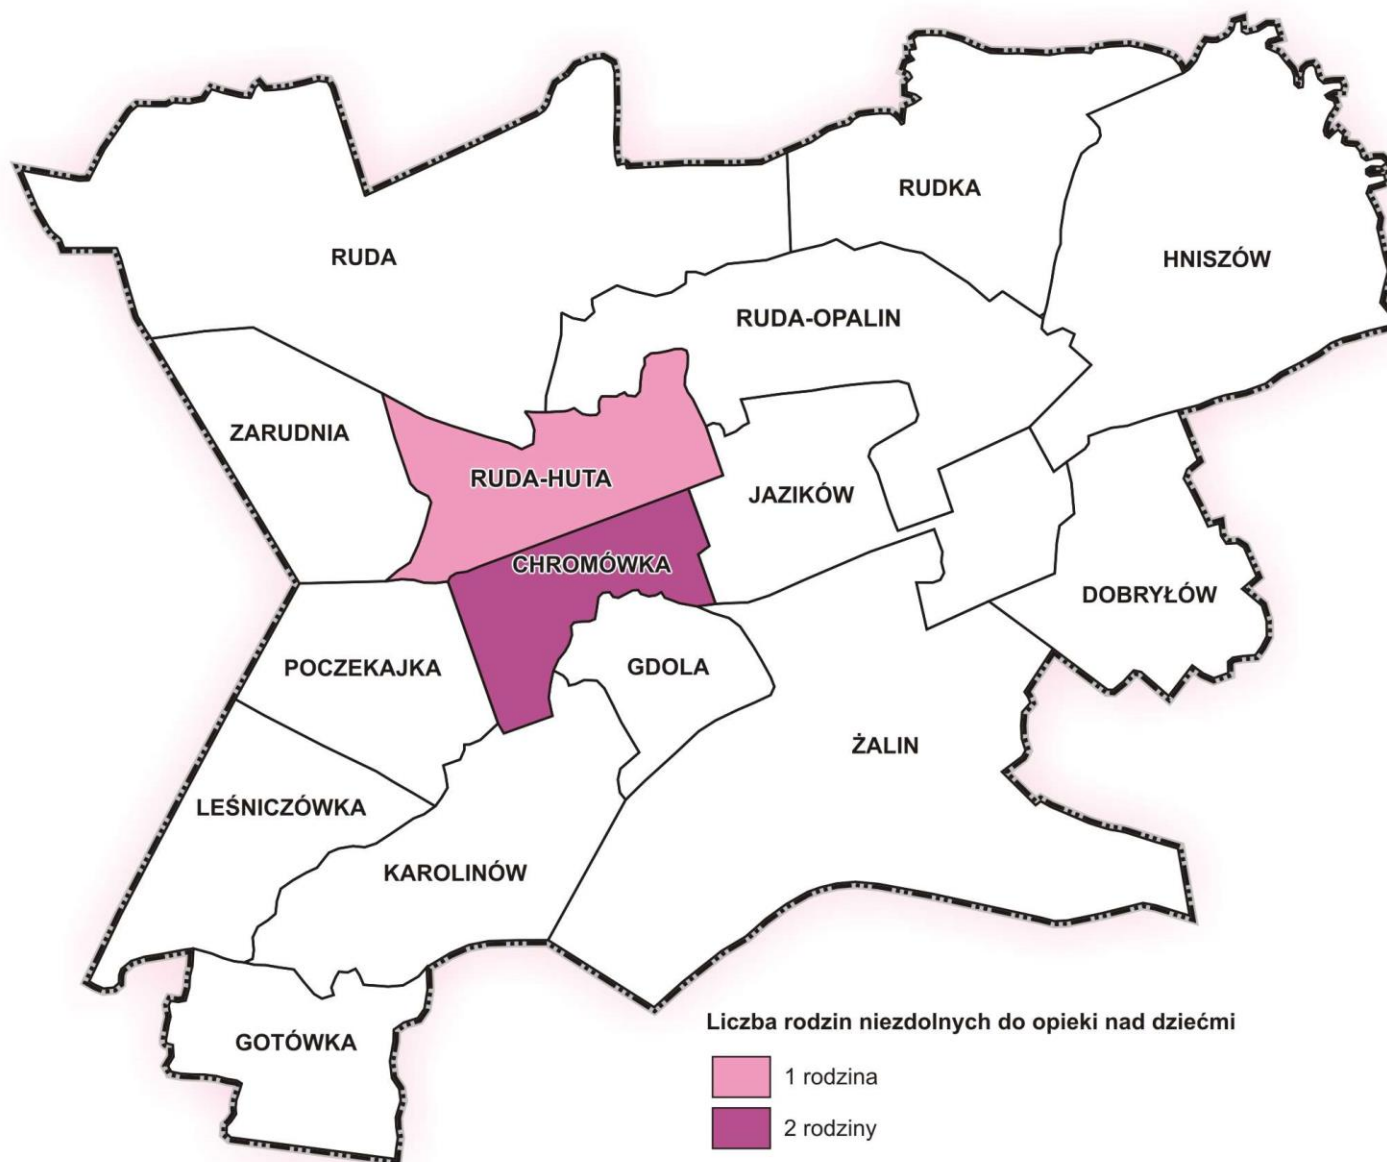 RUDKA
RUDA
HNISZÓW
RUDA-OPALIN
ZARUDNIA
RUDA-HUTA
JAZIKÓW
CHROMÓWKA
DOBRYŁÓW
POCZEKAJKA
GDOLA
ŻALIN
LEŚNICZÓWKA
KAROLINÓW
GOTÓWKA
Liczba rodzin niezdolnych do opieki nad dziećmi
1 rodzina
2 rodziny